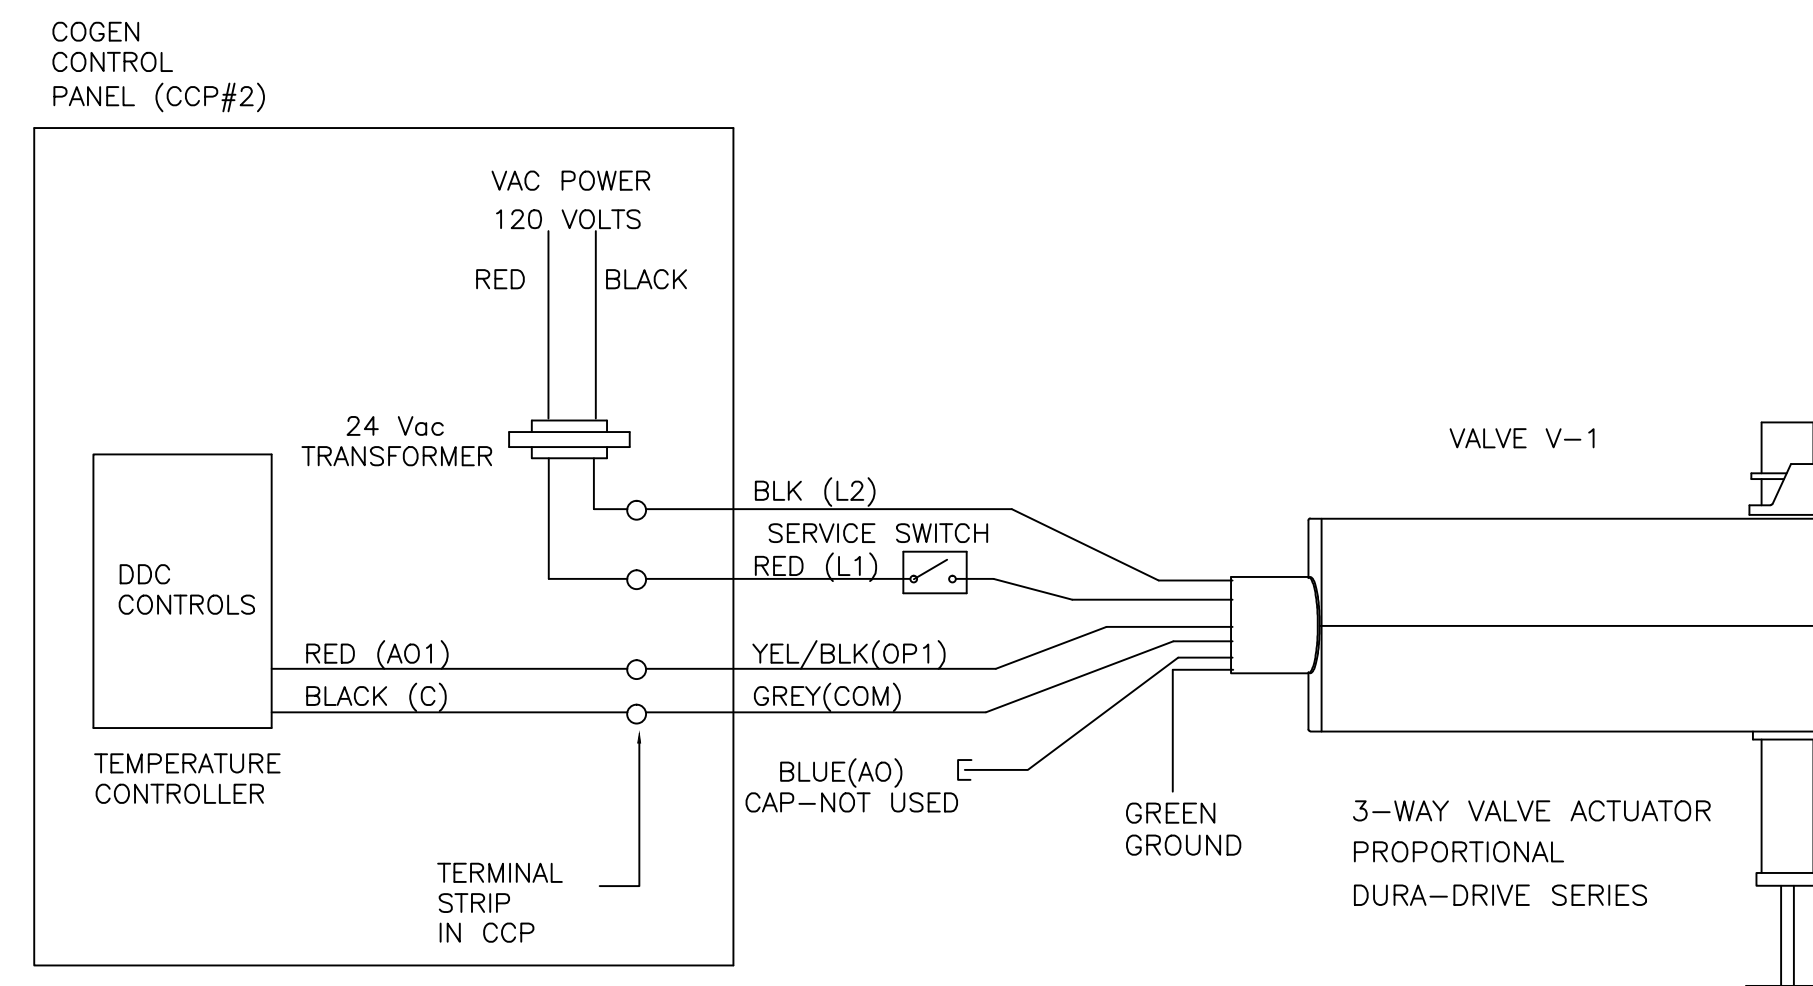 COGEN
CONTROL
PANEL (CCP#2)
VAC POWER
120 VOLTS
RED
BLACK
24 Vac
TRANSFORMER
VALVE V-1
BLK (L2)
SERVICE SWITCH
RED (L1)
DDC
CONTROLS
RED (AO1)
YEL/BLK(OP1)
BLACK (C)
GREY(COM)
TEMPERATURE
CONTROLLER
BLUE(AO)
CAP-NOT USED
GREEN
GROUND
3-WAY VALVE ACTUATOR
PROPORTIONAL
DURA-DRIVE SERIES
TERMINAL
STRIP
IN CCP